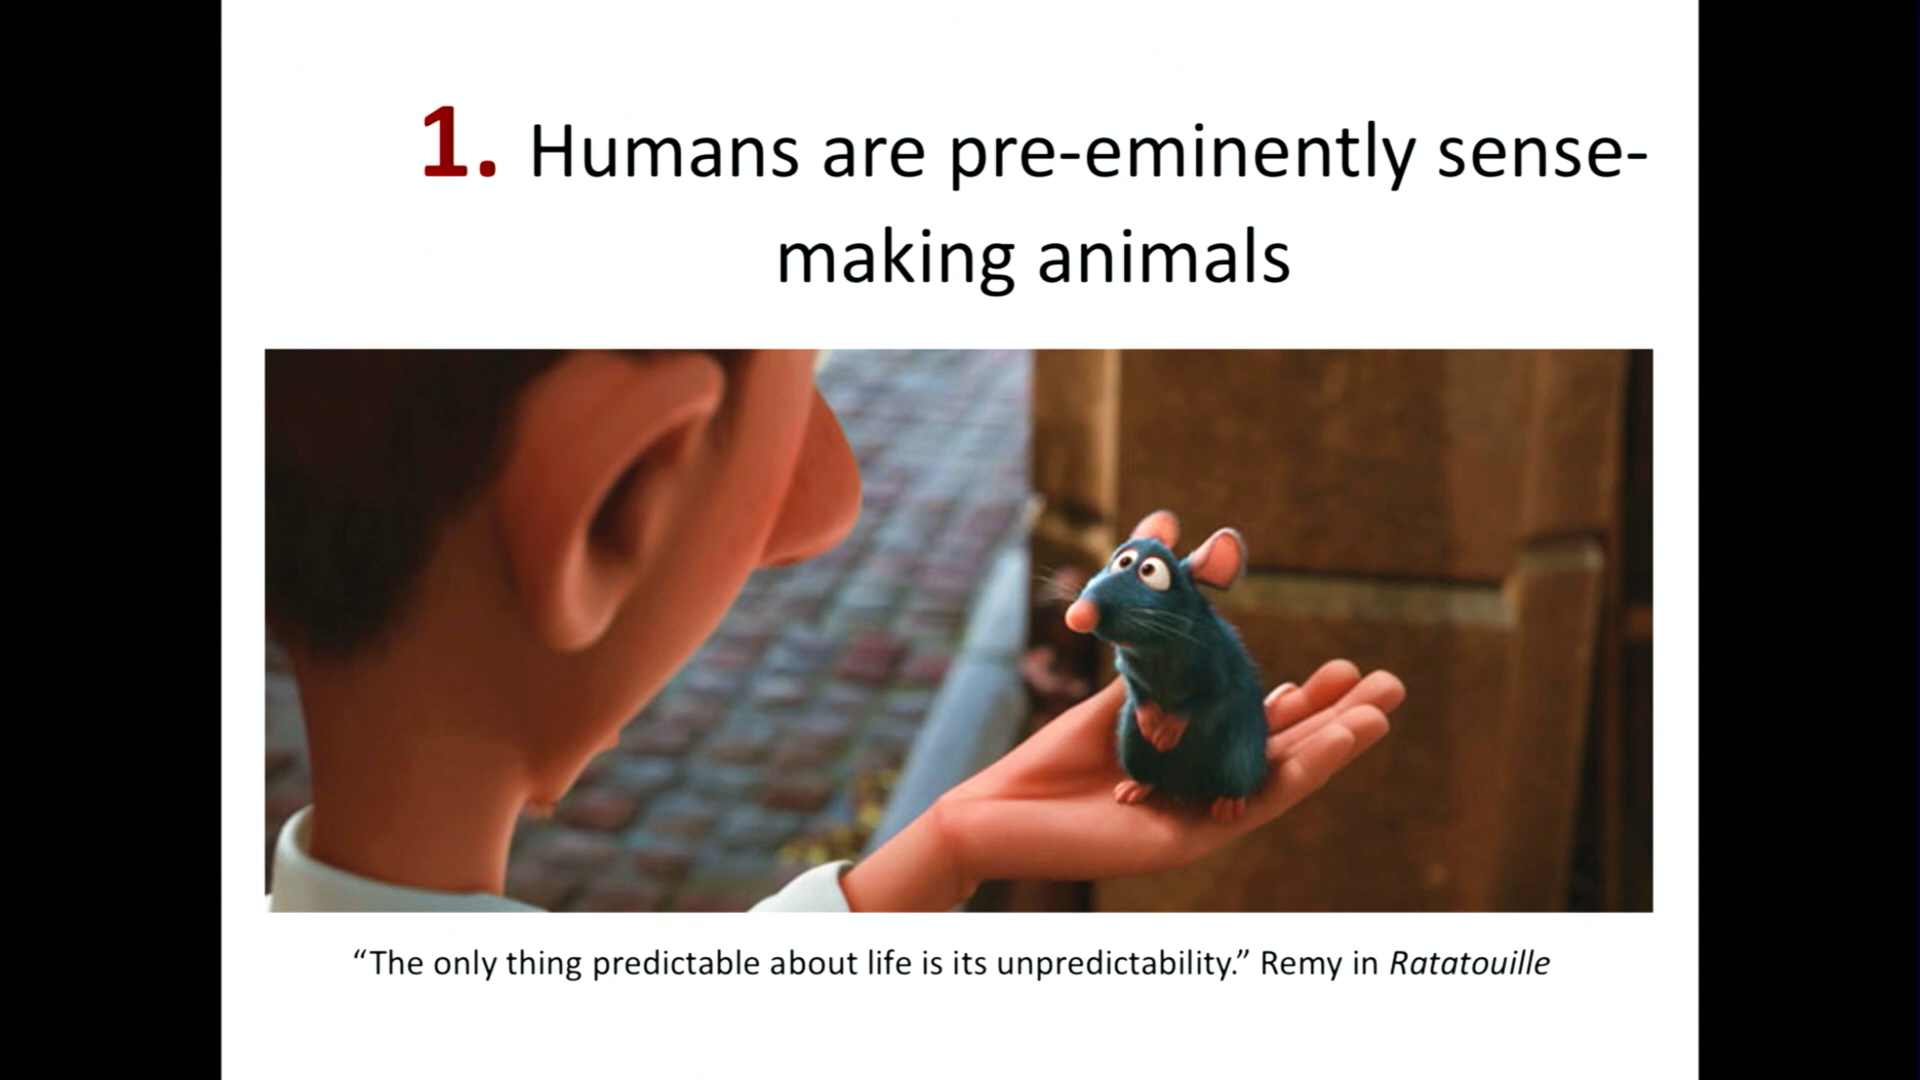 1. Humans are pre-eminently sense-
making animals
“The only thing predictable about life is its unpredictability.” Remy in Ratatouille